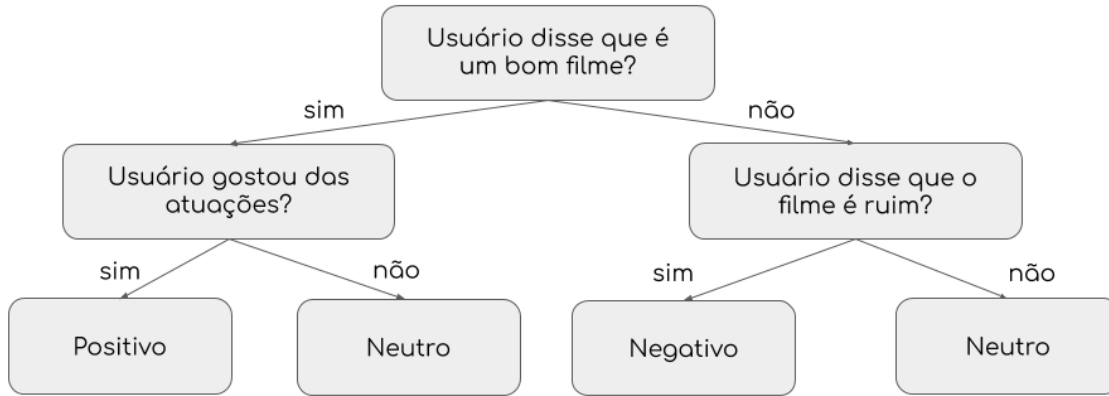 Usuário disse que é
um bom filme?
sim
não
Usuário gostou das
atuações?
Usuário disse que o
filme é ruim?
sim
não
sim
não
Positivo
Neutro
Negativo
Neutro